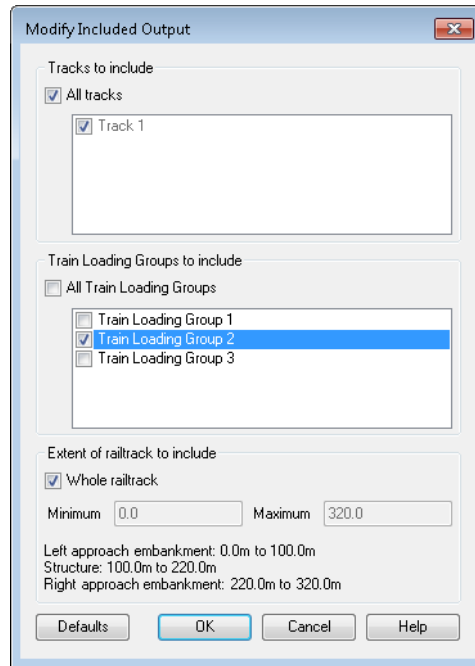 Modify Included Output
Tracks to include
All tracks
Track 1
Train Loading Groups to include
All Train Loading Groups
Train Loading Group 1
Train Loading Group 2
Train Loading Group 3
Extent of railtrack to include
Whole railtrack
Minimum 0.0 Maximum 320.0
Left approach embankment: 0.0m to 100.0m
Structure: 100.0m to 220.0m
Right approach embankment: 220.0m to 320.0m
Defaults OK Cancel Help